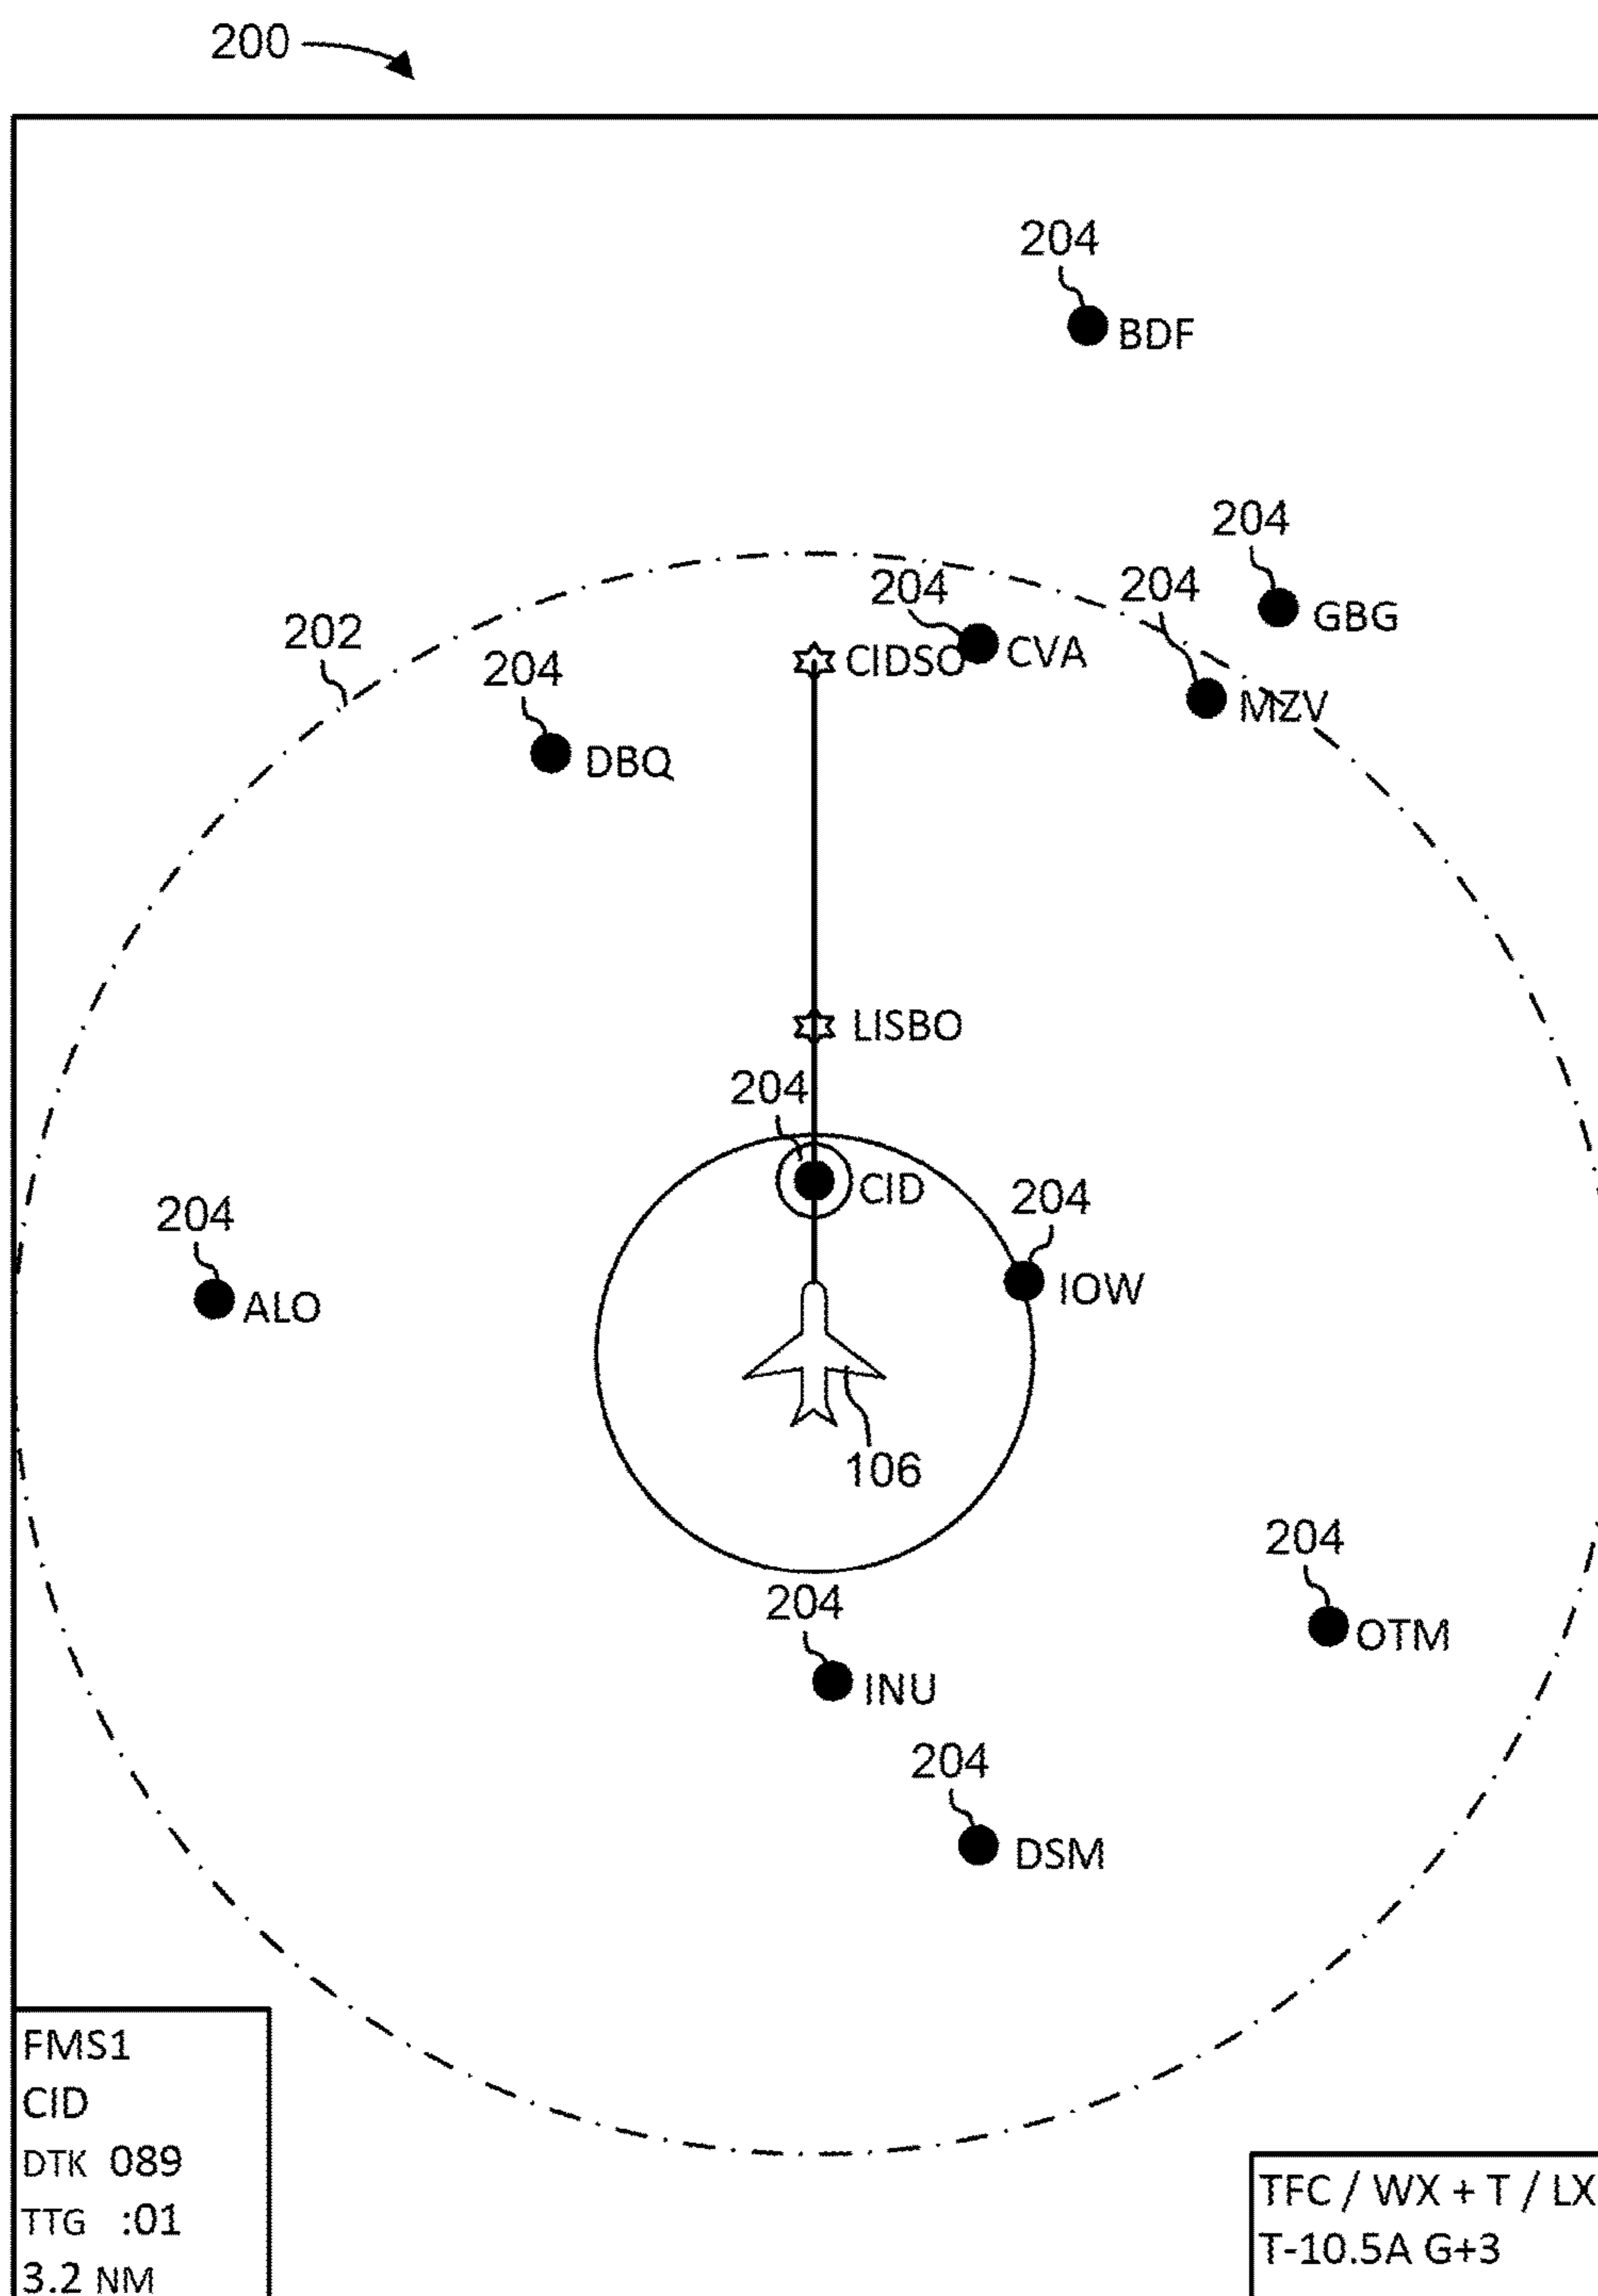 200
204
BDF
204
GBG
204
MZV
204
CVA
202
204
DBQ
CIDSO
LISBO
204
CID
204
IOW
204
ALO
106
204
OTM
204
INU
204
DSM
FMS1
CID
DTK 089
TTG :01
3.2 NM
TFC / WX + T / LX
T-10.5A G+3